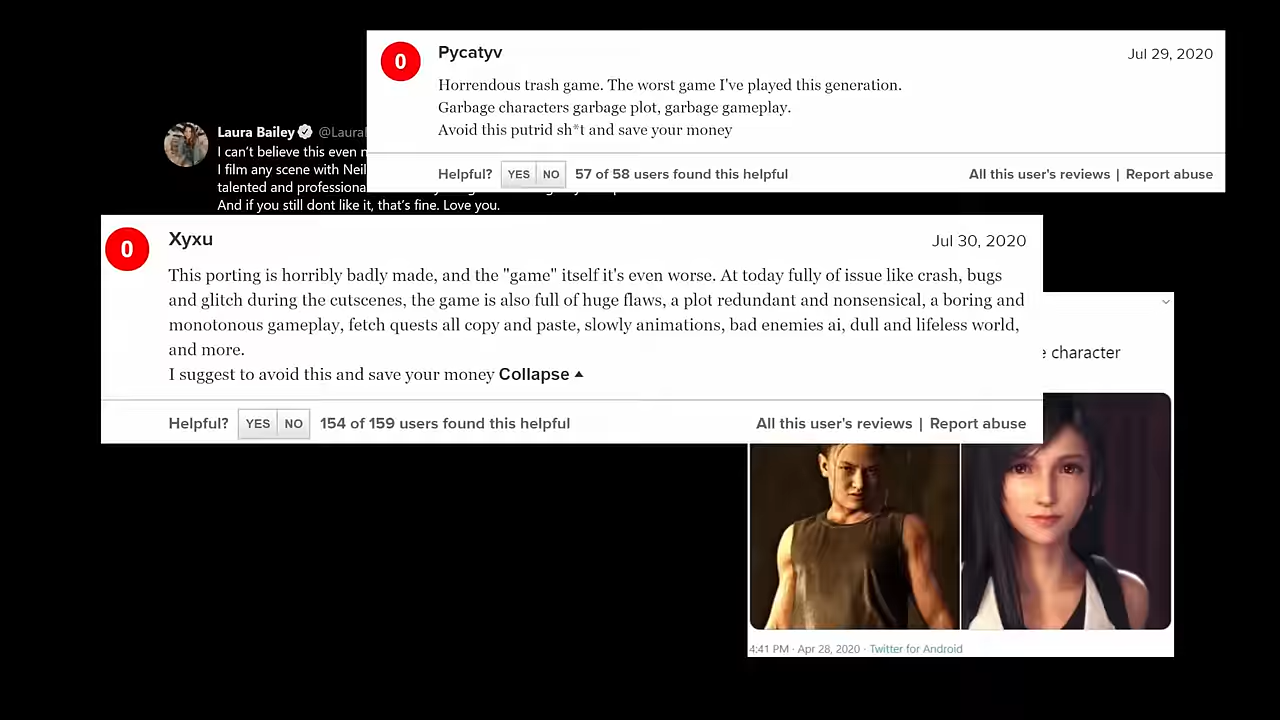 0
Pycatyv
Jul 29, 2020
Horrendous trash game. The worst game I've played this generation.
Garbage characters garbage plot, garbage gameplay.
Avoid this putrid sh*t and save your money
Helpful? YES NO 57 of 58 users found this helpful
All this user's reviews | Report abuse
Laura Bailey @Laura
I can't believe this even
I film any scene with Neil
talented and
And if you still dont like it, that's fine. Love you.
0
Xyxu
Jul 30, 2020
This porting is horribly badly made, and the "game" itself it's even worse. At today fully of issue like crash, bugs
and glitch during the cutscenes, the game is also full of huge flaws, a plot redundant and nonsensical, a boring and
monotonous gameplay, fetch quests all copy and paste, slowly animations, bad enemies ai, dull and lifeless world,
and more.
I suggest to avoid this and save your money Collapse
Helpful? YES NO 154 of 159 users found this helpful
All this user's reviews | Report abuse
character
4:41 PM · Apr 28, 2020 · Twitter for Android